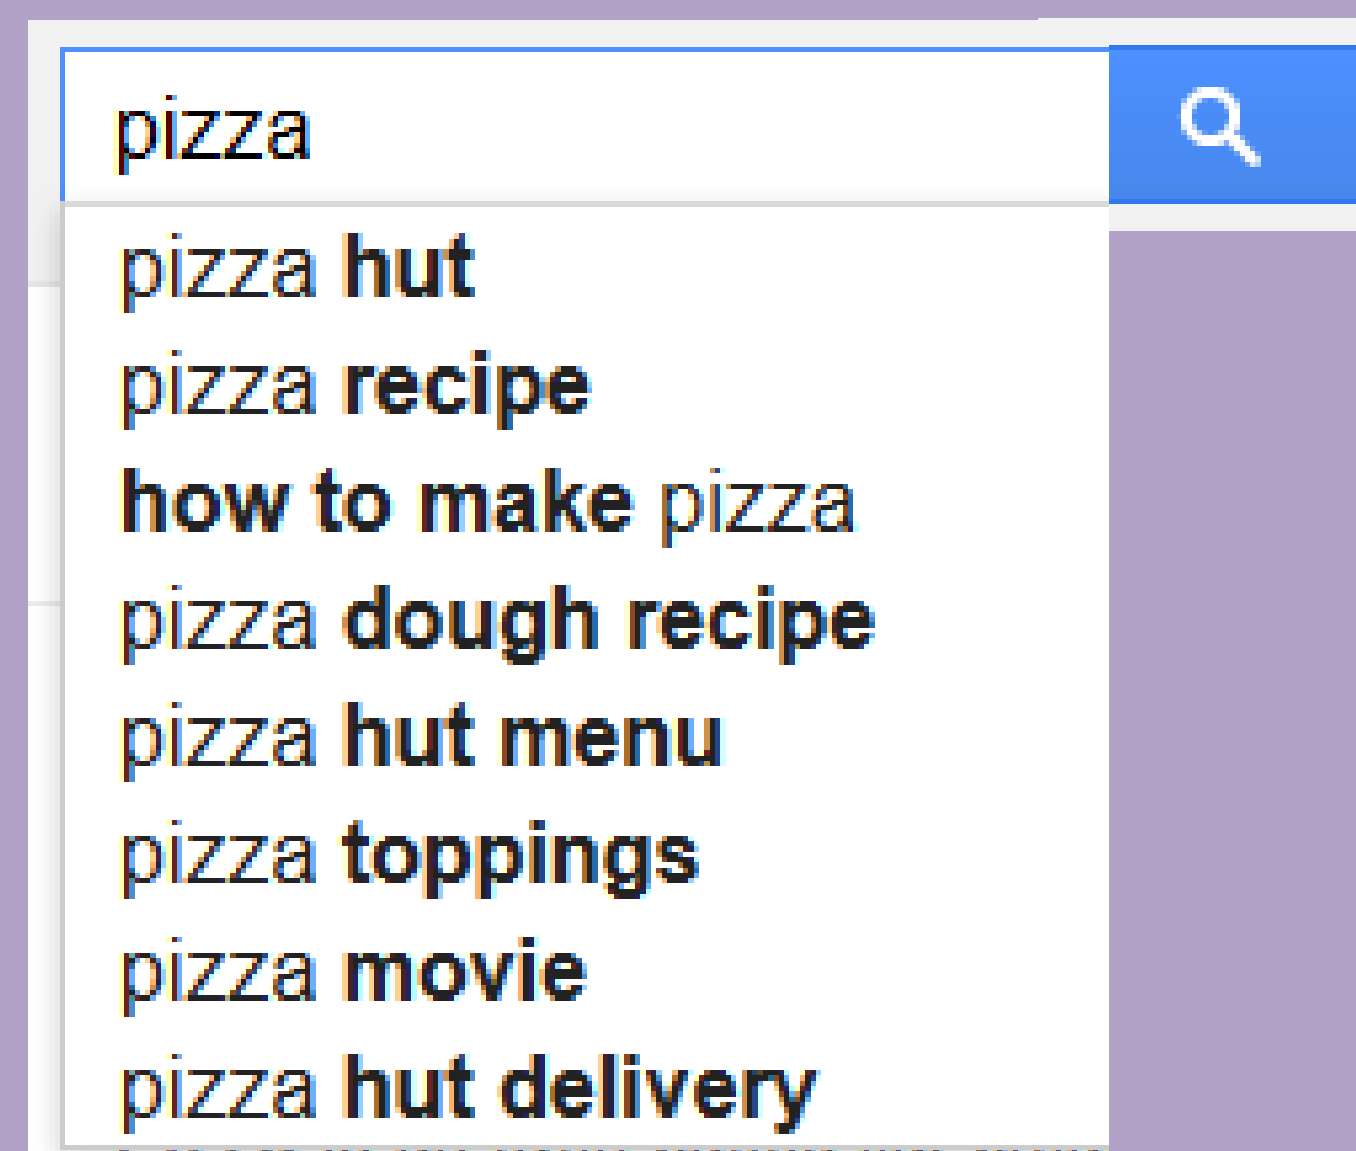 pizza
pizza hut
pizza recipe
how to make pizza
pizza dough recipe
pizza hut menu
pizza toppings
pizza movie
pizza hut delivery